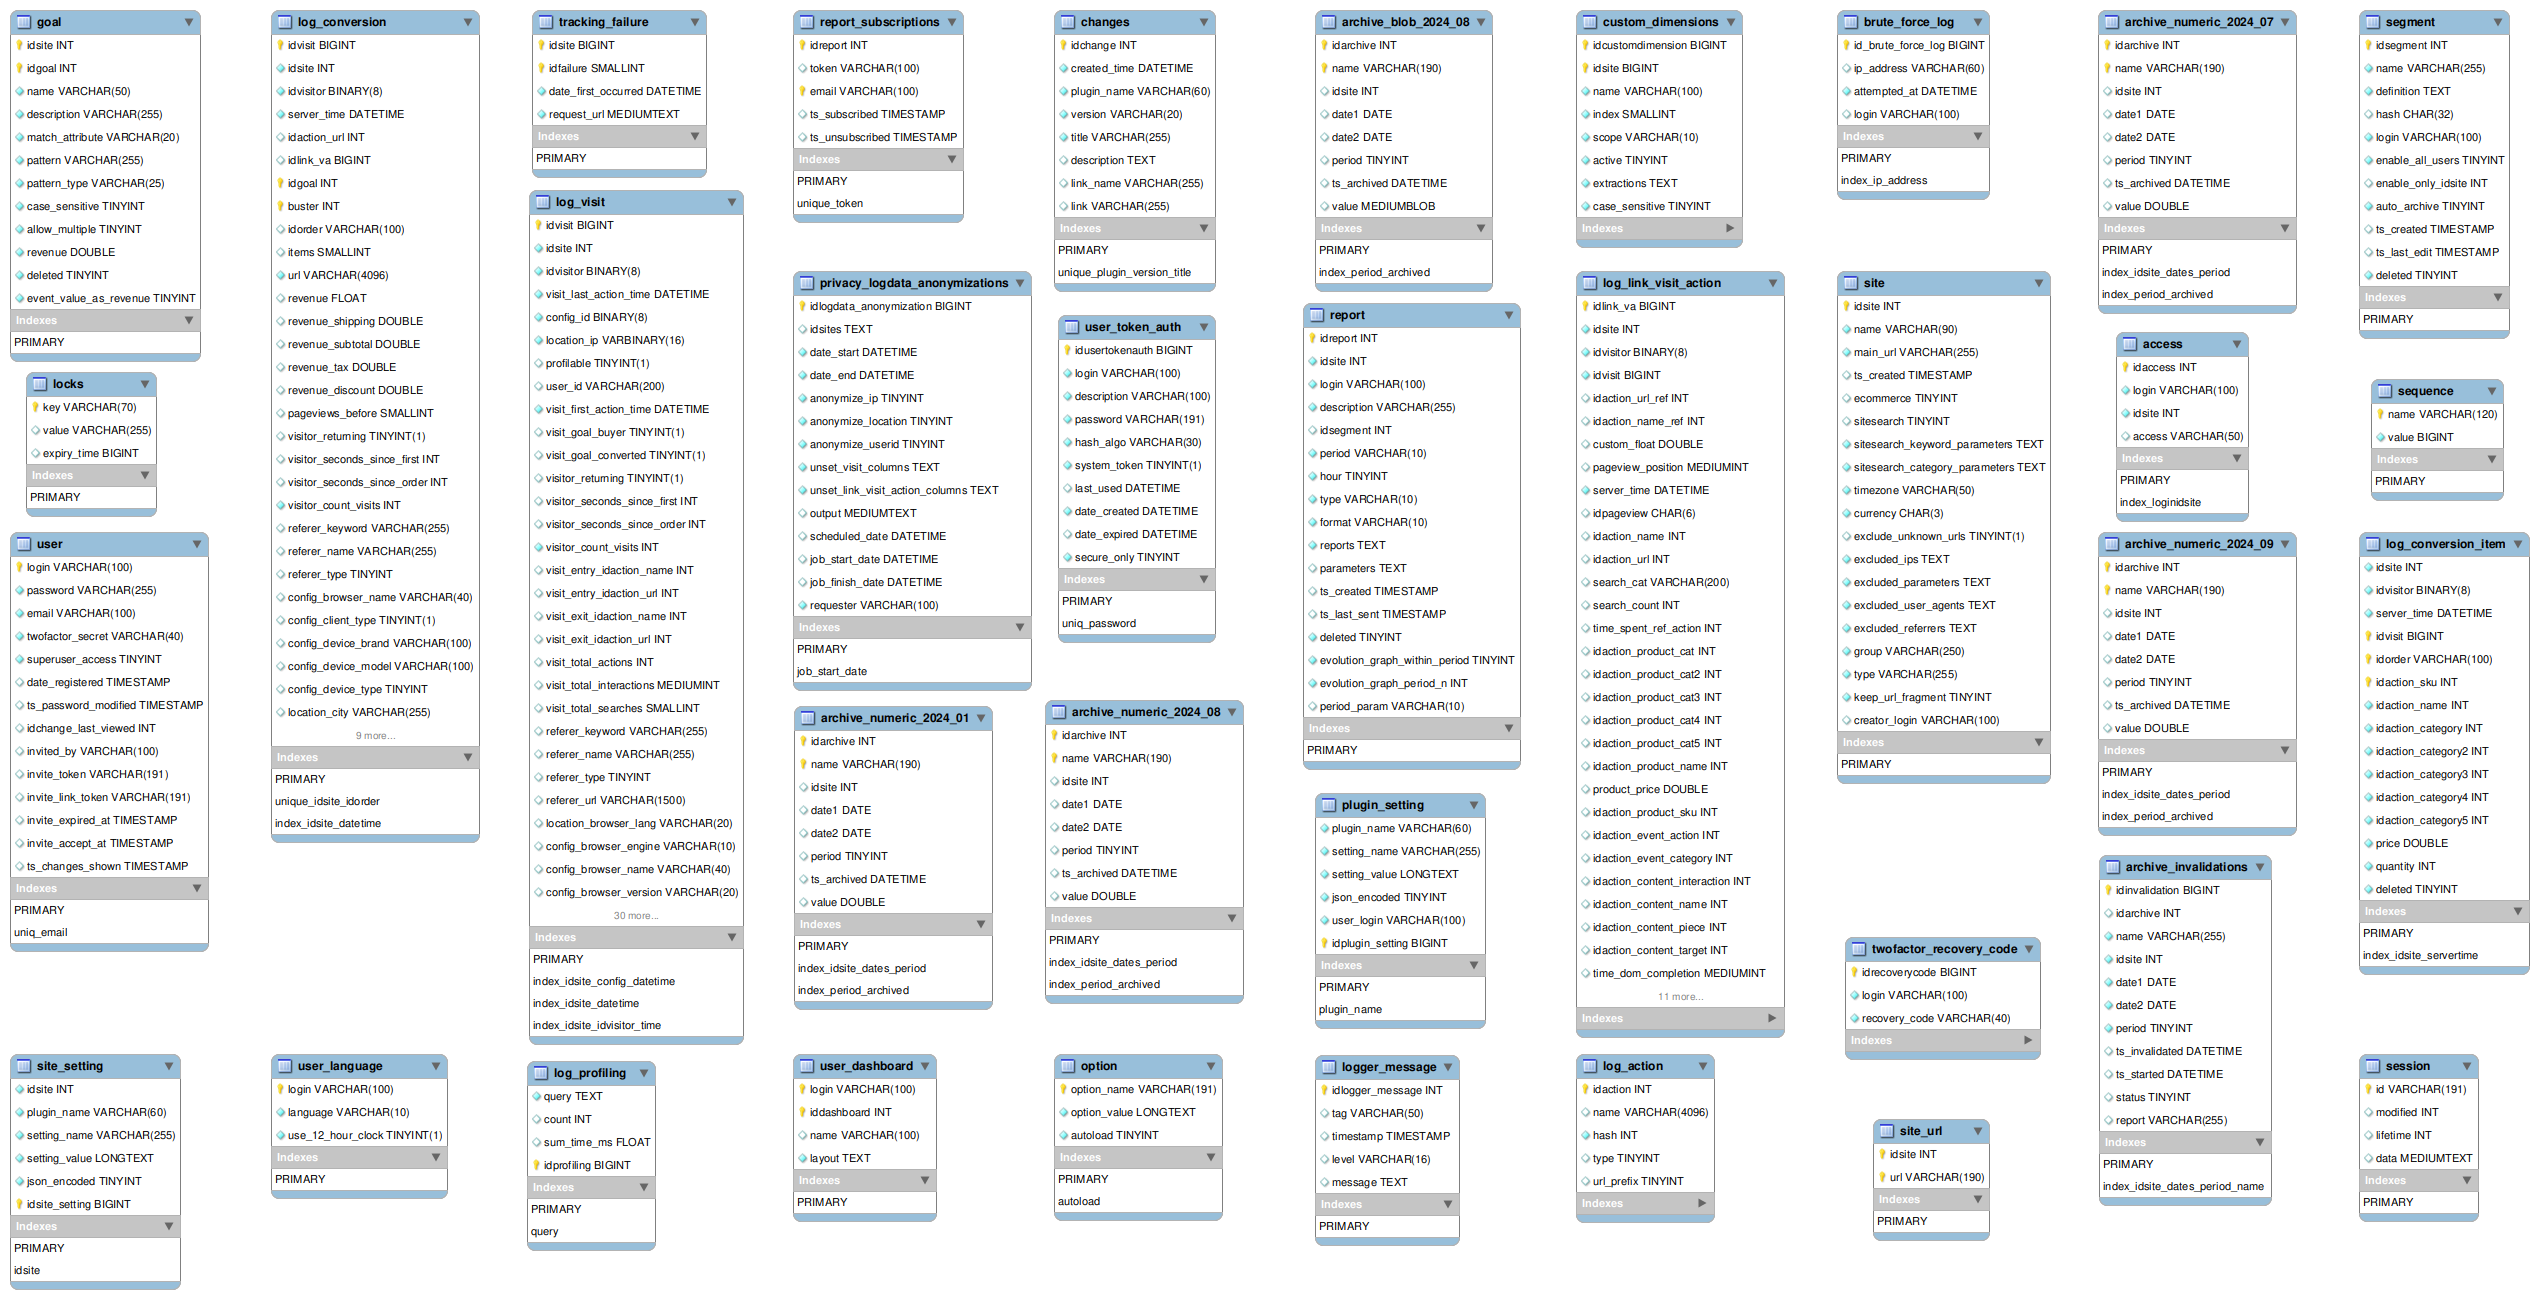 goal
idsite INT
idgoal INT
name VARCHAR(50)
description VARCHAR(255)
match_attribute VARCHAR(20)
pattern VARCHAR(255)
pattern_type VARCHAR(25)
case_sensitive TINYINT
allow_multiple TINYINT
revenue DOUBLE
deleted TINYINT
event_value_as_revenue TINYINT
Indexes
PRIMARY
locks
key VARCHAR(70)
value VARCHAR(255)
expiry_time BIGINT
Indexes
PRIMARY
user
login VARCHAR(100)
password VARCHAR(255)
email VARCHAR(100)
twofactor_secret VARCHAR(40)
superuser_access TINYINT
date_registered TIMESTAMP
ts_password_modified TIMESTAMP
idchange_last_viewed INT
invited_by VARCHAR(100)
invite_token VARCHAR(191)
invite_link_token VARCHAR(191)
invite_expired_at TIMESTAMP
invite_accept_at TIMESTAMP
ts_changes_shown TIMESTAMP
Indexes
PRIMARY
uniq_email
site_setting
idsite INT
plugin_name VARCHAR(60)
setting_name VARCHAR(255)
setting_value LONGTEXT
json_encoded TINYINT
idsite_setting BIGINT
Indexes
PRIMARY
idsite
log_conversion
idvisit BIGINT
idsite INT
idvisitor BINARY(8)
server_time DATETIME
idaction_url INT
idlink_va BIGINT
idgoal INT
buster INT
idorder VARCHAR(100)
items SMALLINT
url VARCHAR(4096)
revenue FLOAT
revenue_shipping DOUBLE
revenue_subtotal DOUBLE
revenue_tax DOUBLE
revenue_discount DOUBLE
pageviews_before SMALLINT
visitor_returning TINYINT(1)
visitor_seconds_since_first INT
visitor_seconds_since_order INT
visitor_count_visits INT
referer_keyword VARCHAR(255)
referer_name VARCHAR(255)
referer_type TINYINT
config_browser_name VARCHAR(40)
config_client_type TINYINT(1)
config_device_brand VARCHAR(100)
config_device_model VARCHAR(100)
config_device_type TINYINT
location_city VARCHAR(255)
9 more...
Indexes
PRIMARY
unique_idsite_idorder
index_idsite_datetime
user_language
login VARCHAR(100)
language VARCHAR(10)
use_12_hour_clock TINYINT(1)
Indexes
PRIMARY
tracking_failure
idsite BIGINT
idfailure SMALLINT
date_first_occurred DATETIME
request_url MEDIUMTEXT
Indexes
PRIMARY
log_visit
idvisit BIGINT
idsite INT
idvisitor BINARY(8)
visit_last_action_time DATETIME
config_id BINARY(8)
location_ip VARBINARY(16)
profilable TINYINT(1)
user_id VARCHAR(200)
visit_first_action_time DATETIME
visit_goal_buyer TINYINT(1)
visit_goal_converted TINYINT(1)
visitor_returning TINYINT(1)
visitor_seconds_since_first INT
visitor_seconds_since_order INT
visitor_count_visits INT
visit_entry_idaction_name INT
visit_entry_idaction_url INT
visit_exit_idaction_name INT
visit_exit_idaction_url INT
visit_total_actions INT
visit_total_interactions MEDIUMINT
visit_total_searches SMALLINT
referer_keyword VARCHAR(255)
referer_name VARCHAR(255)
referer_type TINYINT
referer_url VARCHAR(1500)
location_browser_lang VARCHAR(20)
config_browser_engine VARCHAR(10)
config_browser_name VARCHAR(40)
config_browser_version VARCHAR(20)
30 more...
Indexes
PRIMARY
index_idsite_config_datetime
index_idsite_datetime
index_idsite_idvisitor_time
log_profiling
query TEXT
count INT
sum_time_ms FLOAT
idprofiling BIGINT
Indexes
PRIMARY
query
report_subscriptions
idreport INT
token VARCHAR(100)
email VARCHAR(100)
ts_subscribed TIMESTAMP
ts_unsubscribed TIMESTAMP
Indexes
PRIMARY
unique_token
privacy_logdata_anonymizations
idlogdata_anonymization BIGINT
idsites TEXT
date_start DATETIME
date_end DATETIME
anonymize_ip TINYINT
anonymize_location TINYINT
anonymize_userid TINYINT
unset_visit_columns TEXT
unset_link_visit_action_columns TEXT
output MEDIUMTEXT
scheduled_date DATETIME
job_start_date DATETIME
job_finish_date DATETIME
requester VARCHAR(100)
Indexes
PRIMARY
job_start_date
archive_numeric_2024_01
idarchive INT
name VARCHAR(190)
idsite INT
date1 DATE
date2 DATE
period TINYINT
ts_archived DATETIME
value DOUBLE
Indexes
PRIMARY
index_idsite_dates_period
index_period_archived
user_dashboard
login VARCHAR(100)
iddashboard INT
name VARCHAR(100)
layout TEXT
Indexes
PRIMARY
changes
idchange INT
created_time DATETIME
plugin_name VARCHAR(60)
version VARCHAR(20)
title VARCHAR(255)
description TEXT
link_name VARCHAR(255)
link VARCHAR(255)
Indexes
PRIMARY
unique_plugin_version_title
user_token_auth
idusertokenauth BIGINT
login VARCHAR(100)
description VARCHAR(100)
password VARCHAR(191)
hash_algo VARCHAR(30)
system_token TINYINT(1)
last_used DATETIME
date_created DATETIME
date_expired DATETIME
secure_only TINYINT
Indexes
PRIMARY
uniq_password
archive_numeric_2024_08
idarchive INT
name VARCHAR(190)
idsite INT
date1 DATE
date2 DATE
period TINYINT
ts_archived DATETIME
value DOUBLE
Indexes
PRIMARY
index_idsite_dates_period
index_period_archived
option
option_name VARCHAR(191)
option_value LONGTEXT
autoload TINYINT
Indexes
PRIMARY
autoload
archive_blob_2024_08
idarchive INT
name VARCHAR(190)
idsite INT
date1 DATE
date2 DATE
period TINYINT
ts_archived DATETIME
value MEDIUMBLOB
Indexes
PRIMARY
index_period_archived
report
idreport INT
idsite INT
login VARCHAR(100)
description VARCHAR(255)
idsegment INT
period VARCHAR(10)
hour TINYINT
type VARCHAR(10)
format VARCHAR(10)
reports TEXT
parameters TEXT
ts_created TIMESTAMP
ts_last_sent TIMESTAMP
deleted TINYINT
evolution_graph_within_period TINYINT
evolution_graph_period_n INT
period_param VARCHAR(10)
Indexes
PRIMARY
plugin_setting
plugin_name VARCHAR(60)
setting_name VARCHAR(255)
setting_value LONGTEXT
json_encoded TINYINT
user_login VARCHAR(100)
idplugin_setting BIGINT
Indexes
PRIMARY
plugin_name
logger_message
idlogger_message INT
tag VARCHAR(50)
timestamp TIMESTAMP
level VARCHAR(16)
message TEXT
Indexes
PRIMARY
custom_dimensions
idcustomdimension BIGINT
idsite BIGINT
name VARCHAR(100)
index SMALLINT
scope VARCHAR(10)
active TINYINT
extractions TEXT
case_sensitive TINYINT
Indexes
log_link_visit_action
idlink_va BIGINT
idsite INT
idvisitor BINARY(8)
idvisit BIGINT
idaction_url_ref INT
idaction_name_ref INT
custom_float DOUBLE
pageview_position MEDIUMINT
server_time DATETIME
idpageview CHAR(6)
idaction_name INT
idaction_url INT
search_cat VARCHAR(200)
search_count INT
time_spent_ref_action INT
idaction_product_cat INT
idaction_product_cat2 INT
idaction_product_cat3 INT
idaction_product_cat4 INT
idaction_product_cat5 INT
idaction_product_name INT
product_price DOUBLE
idaction_product_sku INT
idaction_event_action INT
idaction_event_category INT
idaction_content_interaction INT
idaction_content_name INT
idaction_content_piece INT
idaction_content_target INT
time_dom_completion MEDIUMINT
11 more...
Indexes
log_action
idaction INT
name VARCHAR(4096)
hash INT
type TINYINT
url_prefix TINYINT
Indexes
brute_force_log
id_brute_force_log BIGINT
ip_address VARCHAR(60)
attempted_at DATETIME
login VARCHAR(100)
Indexes
PRIMARY
index_ip_address
site
idsite INT
name VARCHAR(90)
main_url VARCHAR(255)
ts_created TIMESTAMP
ecommerce TINYINT
sitesearch TINYINT
sitesearch_keyword_parameters TEXT
sitesearch_category_parameters TEXT
timezone VARCHAR(50)
currency CHAR(3)
exclude_unknown_urls TINYINT(1)
excluded_ips TEXT
excluded_parameters TEXT
excluded_user_agents TEXT
excluded_referrers TEXT
group VARCHAR(250)
type VARCHAR(255)
keep_url_fragment TINYINT
creator_login VARCHAR(100)
Indexes
PRIMARY
twofactor_recovery_code
idrecoverycode BIGINT
login VARCHAR(100)
recovery_code VARCHAR(40)
Indexes
site_url
idsite INT
url VARCHAR(190)
Indexes
PRIMARY
archive_numeric_2024_07
idarchive INT
name VARCHAR(190)
idsite INT
date1 DATE
date2 DATE
period TINYINT
ts_archived DATETIME
value DOUBLE
Indexes
PRIMARY
index_idsite_dates_period
index_period_archived
access
idaccess INT
login VARCHAR(100)
idsite INT
access VARCHAR(50)
Indexes
PRIMARY
index_loginidsite
archive_numeric_2024_09
idarchive INT
name VARCHAR(190)
idsite INT
date1 DATE
date2 DATE
period TINYINT
ts_archived DATETIME
value DOUBLE
Indexes
PRIMARY
index_idsite_dates_period
index_period_archived
archive_invalidations
idinvalidation BIGINT
idarchive INT
name VARCHAR(255)
idsite INT
date1 DATE
date2 DATE
period TINYINT
ts_invalidated DATETIME
ts_started DATETIME
status TINYINT
report VARCHAR(255)
Indexes
PRIMARY
index_idsite_dates_period_name
segment
idsegment INT
name VARCHAR(255)
definition TEXT
hash CHAR(32)
login VARCHAR(100)
enable_all_users TINYINT
enable_only_idsite INT
auto_archive TINYINT
ts_created TIMESTAMP
ts_last_edit TIMESTAMP
deleted TINYINT
Indexes
PRIMARY
sequence
name VARCHAR(120)
value BIGINT
Indexes
PRIMARY
log_conversion_item
idsite INT
idvisitor BINARY(8)
server_time DATETIME
idvisit BIGINT
idorder VARCHAR(100)
idaction_sku INT
idaction_name INT
idaction_category INT
idaction_category2 INT
idaction_category3 INT
idaction_category4 INT
idaction_category5 INT
price DOUBLE
quantity INT
deleted TINYINT
Indexes
PRIMARY
index_idsite_servertime
session
id VARCHAR(191)
modified INT
lifetime INT
data MEDIUMTEXT
Indexes
PRIMARY